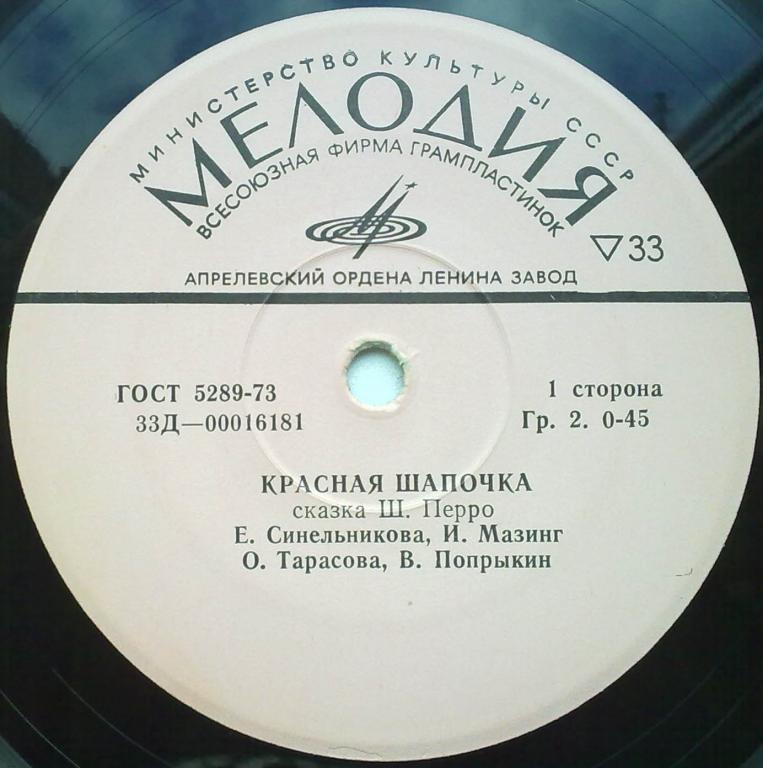 МИНИСТЕРСТВО КУЛЬТУРЫ СССР
МЕЛОДИЯ
ВСЕСОЮЗНАЯ ФИРМА ГРАМПЛАСТИНОК
▽33
АПРЕЛЕВСКИЙ ОРДЕНА ЛЕНИНА ЗАВОД
ГОСТ 5289-73 1 сторона
33Д—00016181 Гр. 2. 0-45
КРАСНАЯ ШАПОЧКА
сказка Ш. Перро
Е. Синельникова, И. Мазинг
О. Тарасова, В. Попрыкин